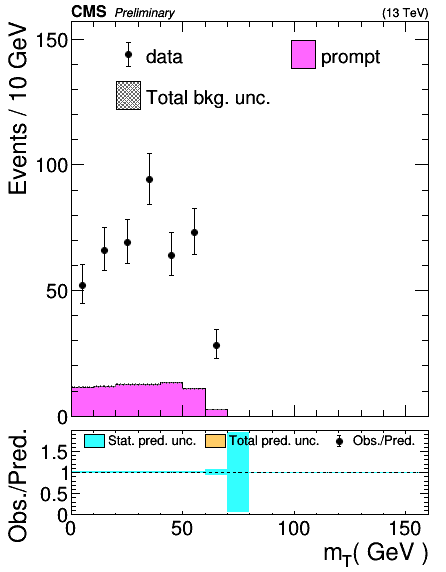 CMS Preliminary (13 TeV)
Events / 10 GeV
150
100
50
0
data
prompt
Total bkg. unc.
Obs./Pred.
1.5
1
0.5
0
Stat. pred. unc. Total pred. unc. Obs./Pred.
0 50 100 150
m_T( GeV )